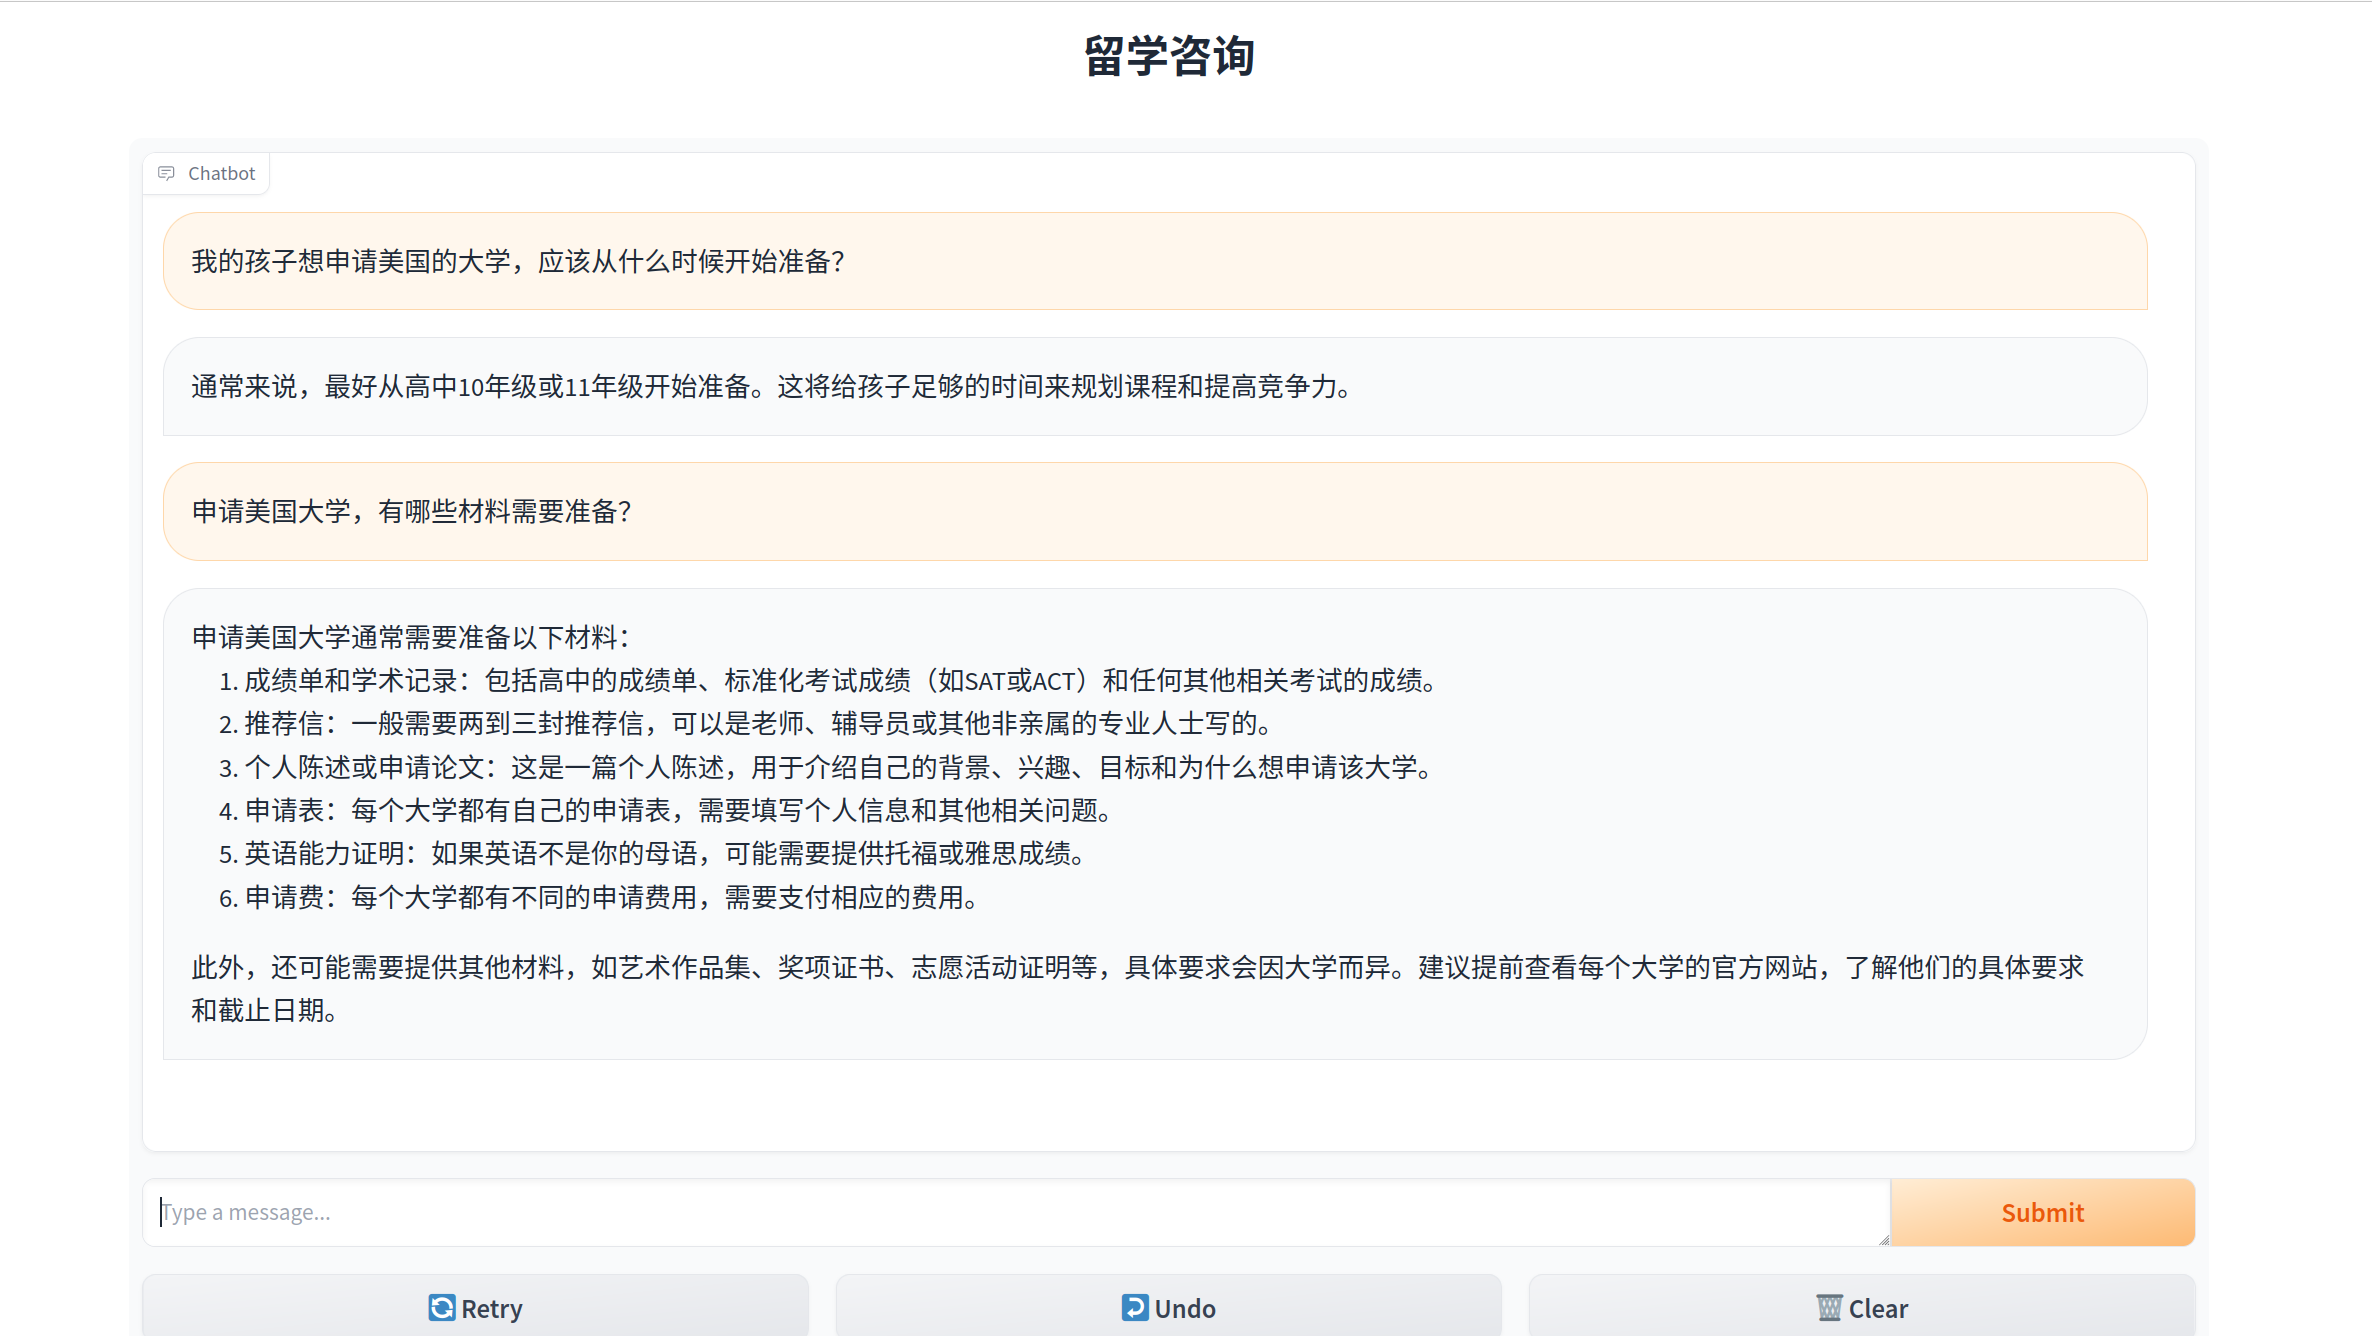 留学咨询
Chatbot
我的孩子想申请美国的大学，应该从什么时候开始准备？
通常来说，最好从高中10年级或11年级开始准备。这将给孩子足够的时间来规划课程和提高竞争力。
申请美国大学，有哪些材料需要准备？
申请美国大学通常需要准备以下材料：
1. 成绩单和学术记录：包括高中的成绩单、标准化考试成绩（如SAT或ACT）和任何其他相关考试的成绩。
2. 推荐信：一般需要两到三封推荐信，可以是老师、辅导员或其他非亲属的专业人士写的。
3. 个人陈述或申请论文：这是一篇个人陈述，用于介绍自己的背景、兴趣、目标和为什么想申请该大学。
4. 申请表：每个大学都有自己的申请表，需要填写个人信息和其他相关问题。
5. 英语能力证明：如果英语不是你的母语，可能需要提供托福或雅思成绩。
6. 申请费：每个大学都有不同的申请费用，需要支付相应的费用。
此外，还可能需要提供其他材料，如艺术作品集、奖项证书、志愿活动证明等，具体要求会因大学而异。建议提前查看每个大学的官方网站，了解他们的具体要求
和截止日期。
Type a message...
Submit
Retry
Undo
Clear